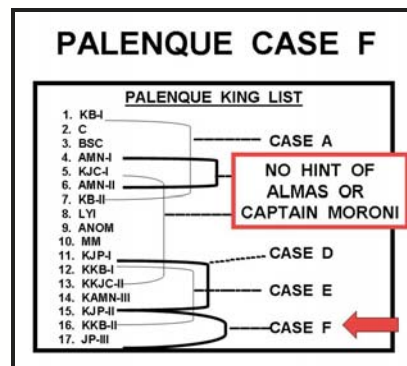 PALENQUE CASE F
PALENQUE KING LIST
1. KB-I
2. C
3. BSC
4. AMN-I
5. KJC-I
6. AMN-II
7. KB-II
8. LYI
9. ANOM
10. MM
11. KJP-I
12. KKB-I
13. KKJC-II
14. KAMN-III
15. KJP-II
16. KKB-II
17. JP-III
CASE A
NO HINT OF
ALMAS OR
CAPTAIN MORONI
CASE D
CASE E
CASE F